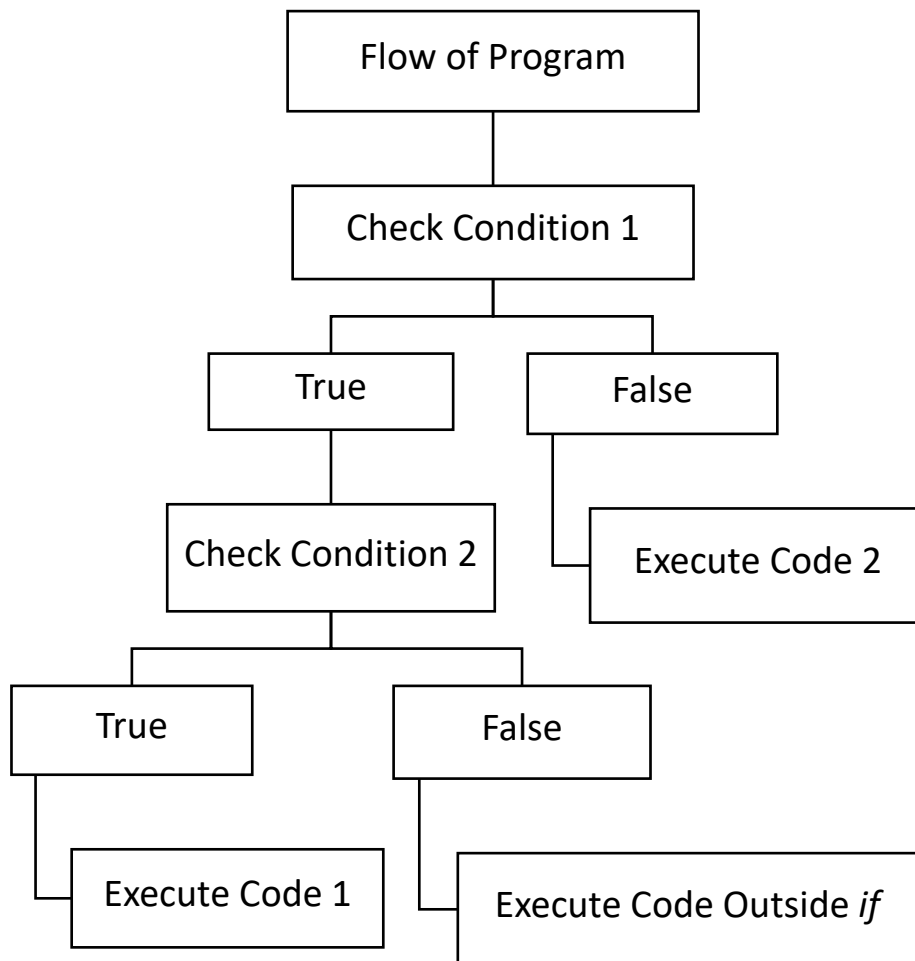 Flow of Program
Check Condition 1
True
False
Check Condition 2
Execute Code 2
True
False
Execute Code 1
Execute Code Outside if